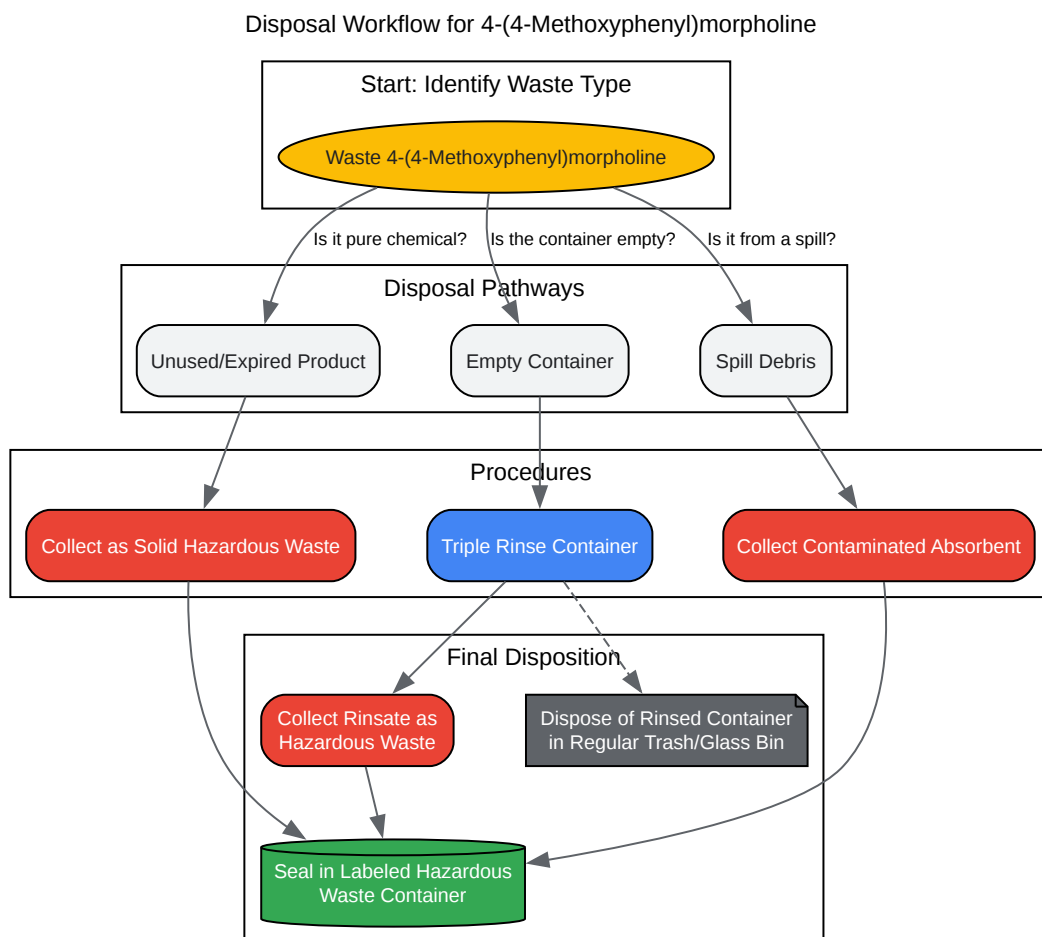 Disposal Workflow for 4-(4-Methoxyphenyl)morpholine
Start: Identify Waste Type
Waste 4-(4-Methoxyphenyl)morpholine
Is it pure chemical?
Is the container empty?
Is it from a spill?
Disposal Pathways
Unused/Expired Product
Empty Container
Spill Debris
Procedures
Collect as Solid Hazardous Waste
Triple Rinse Container
Collect Contaminated Absorbent
Final Disposition
Collect Rinsate as
Hazardous Waste
Dispose of Rinsed Container
in Regular Trash/Glass Bin
Seal in Labeled Hazardous
Waste Container